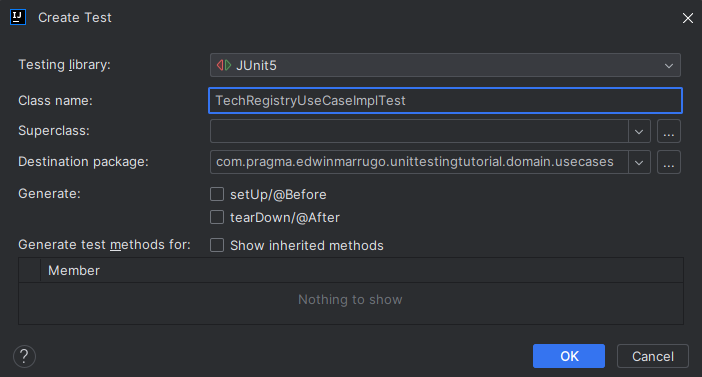 IJ Create Test
Testing library: JUnit5
Class name: TechRegistryUseCaseImplTest
Superclass: ...
Destination package: com.pragma.edwinmarrugo.unittestingtutorial.domain.usecases ...
Generate: setUp/@Before
tearDown/@After
Generate test methods for: Show inherited methods
Member
Nothing to show
? OK Cancel